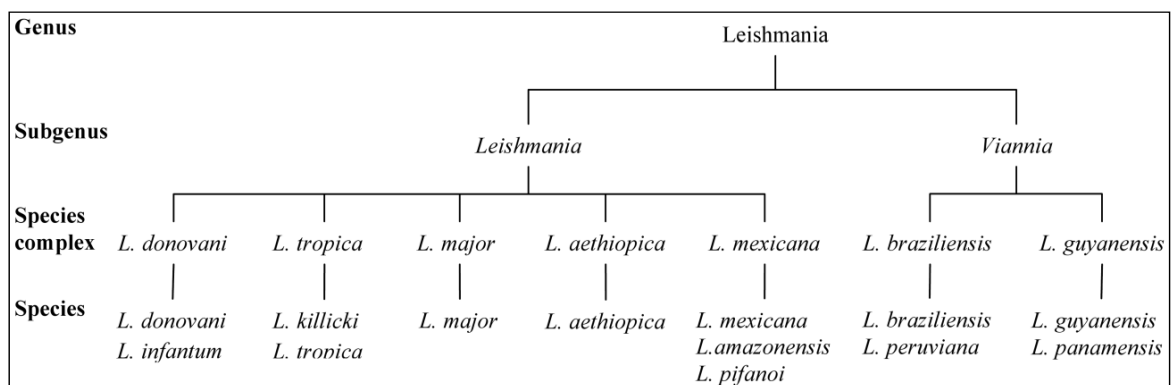 Genus Leishmania
Subgenus Leishmania Viannia
Species
complex L. donovani L. tropica L. major L. aethiopica L. mexicana L. braziliensis L. guyanensis
Species L. donovani L. killicki L. major L. aethiopica L. mexicana L. braziliensis L. guyanensis
L. infantum L. tropica L.amazonensis L. peruviana L. panamensis
L. pifanoi